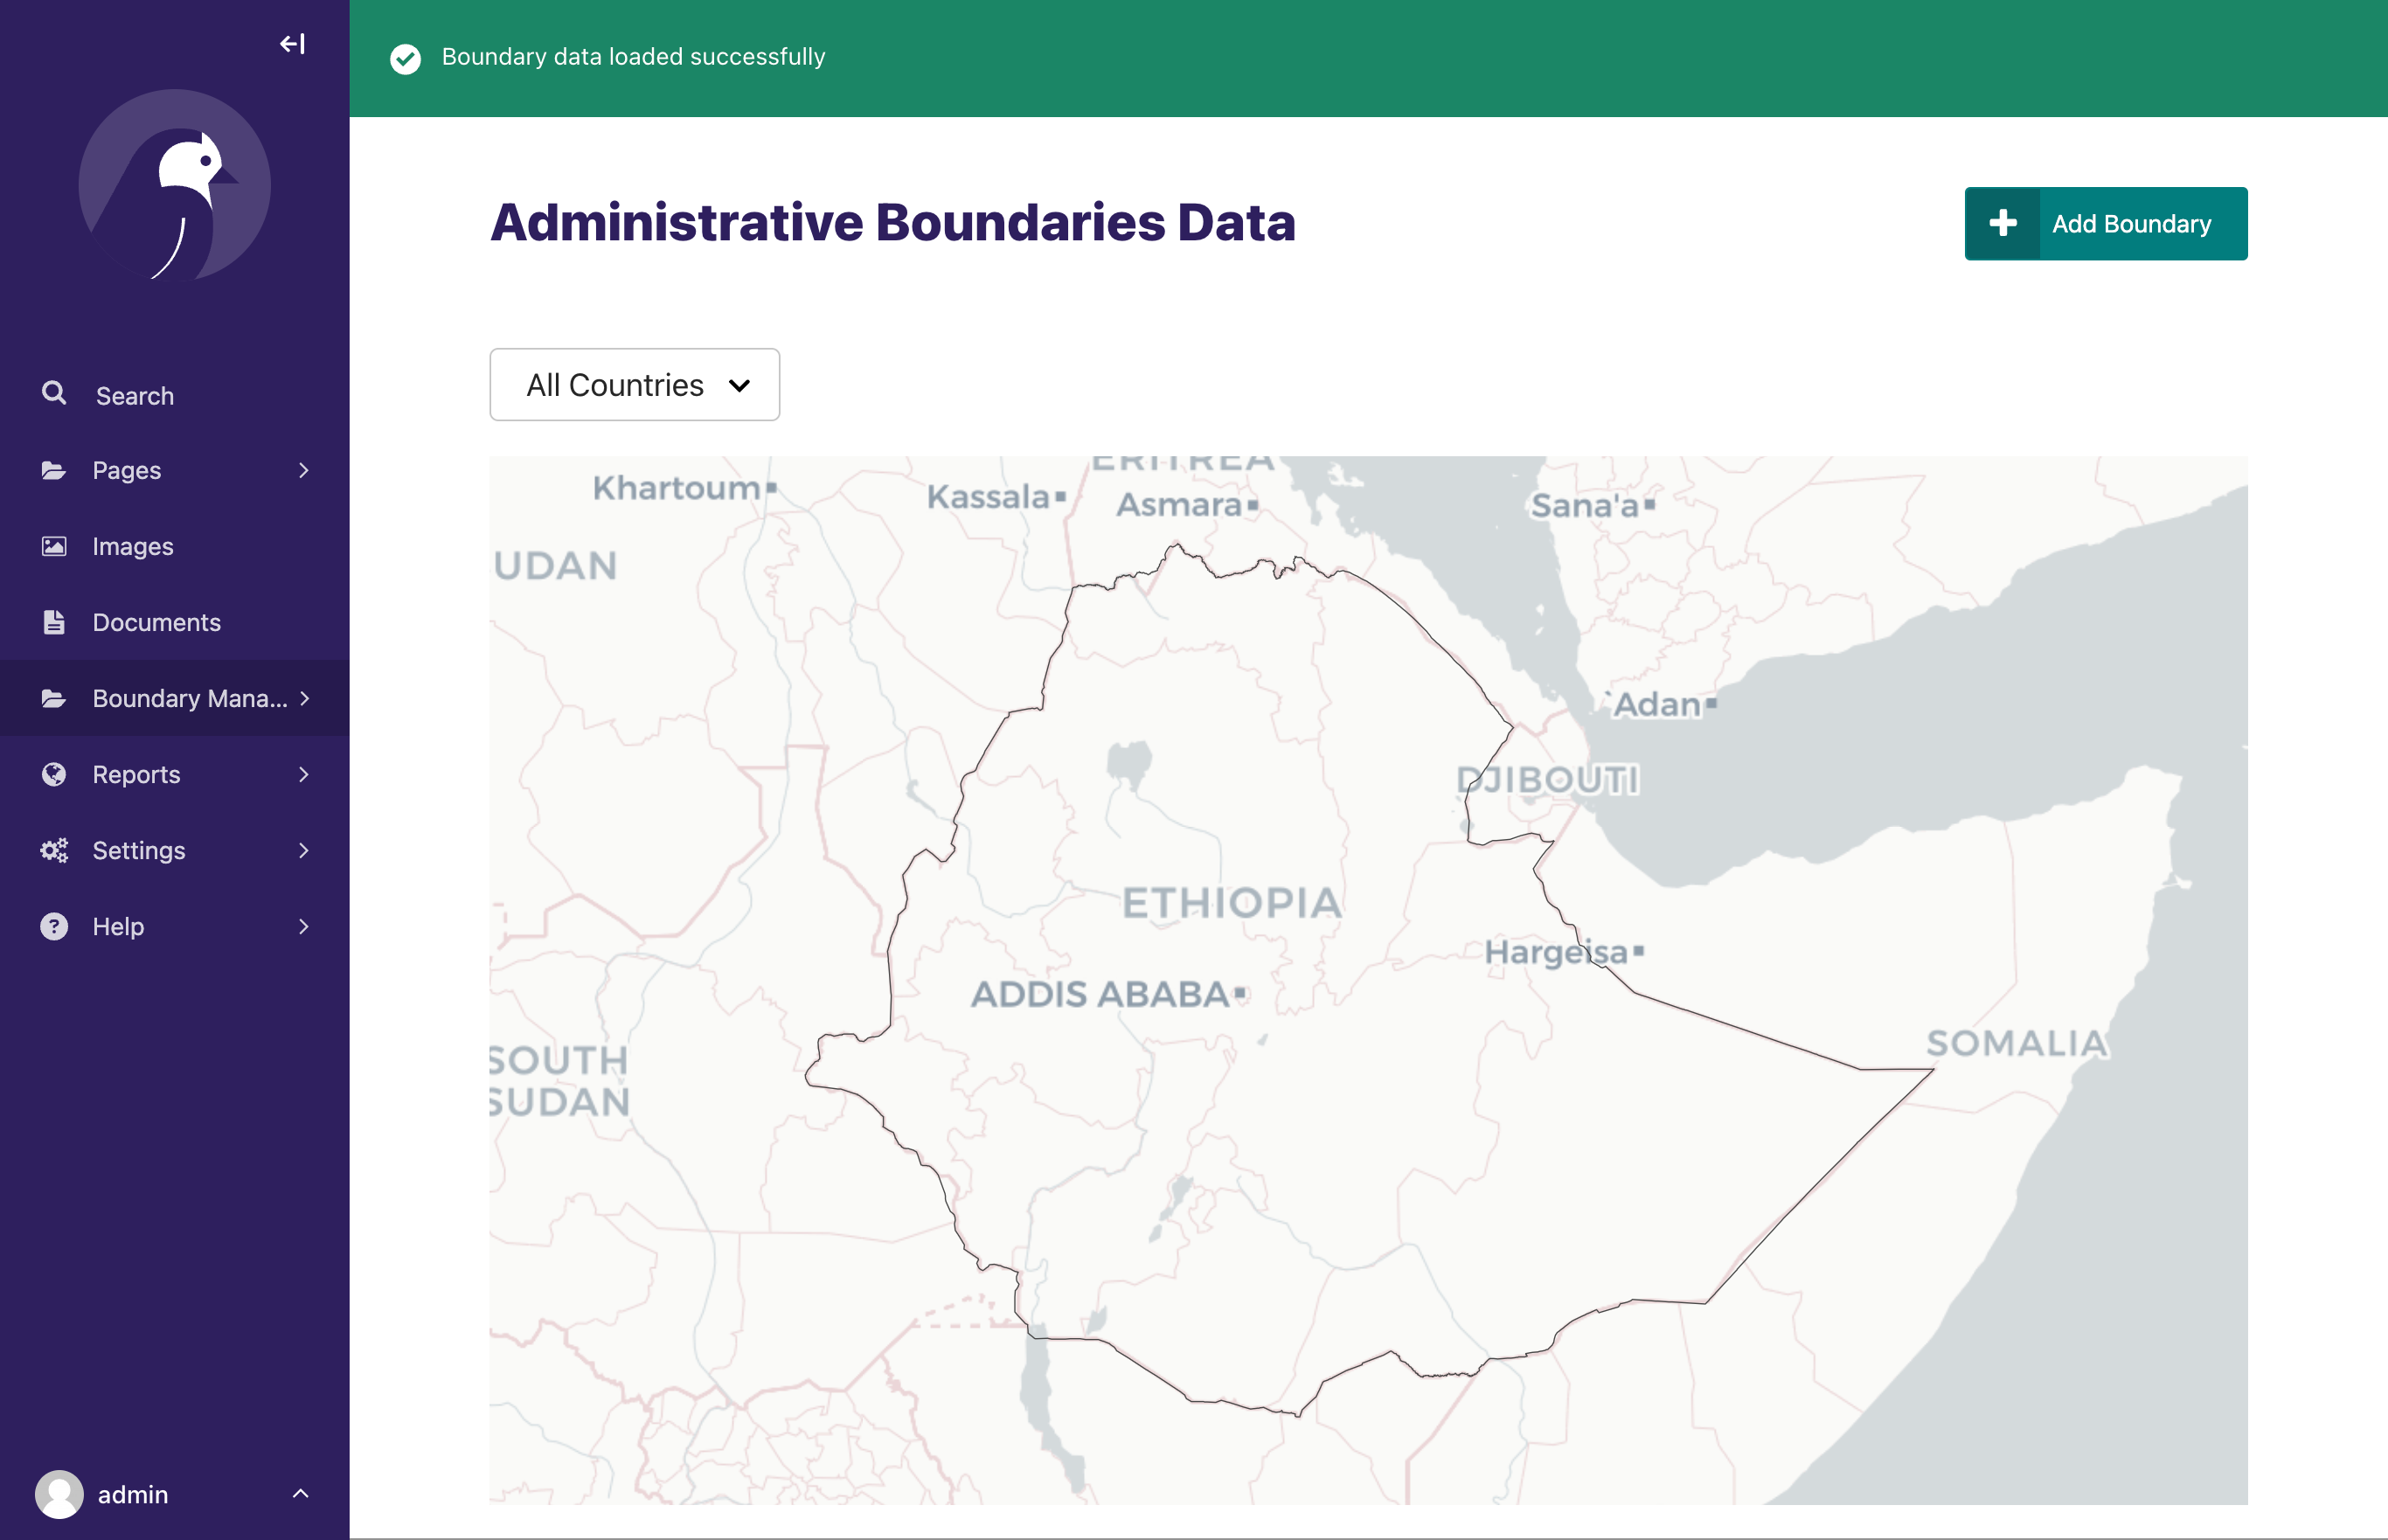 Boundary data loaded successfully
Administrative Boundaries Data
Add Boundary
All Countries
Search
Pages
Images
Documents
Boundary Mana...
Reports
Settings
Help
admin
ERITREA
Khartoum
Kassala
Asmara
Sana'a
UDAN
`Adan
DJIBOUTI
ETHIOPIA
Hargeisa
ADDIS ABABA
SOMALIA
SOUTH
SUDAN